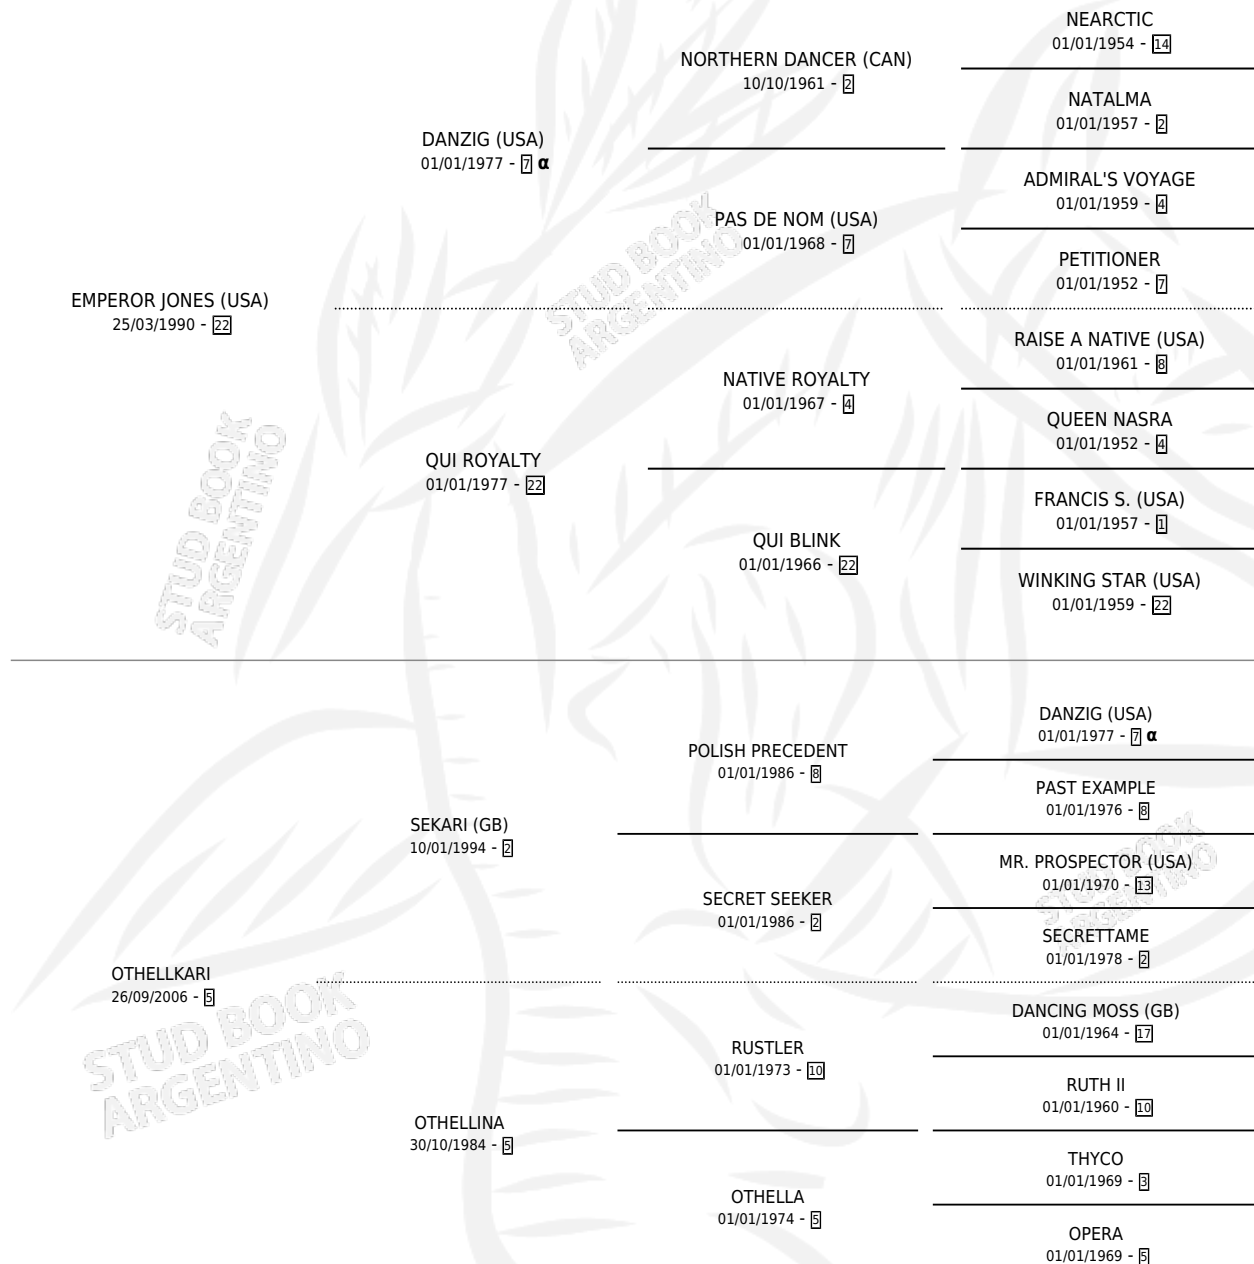 NEARCTIC
01/01/1954 - 14
NORTHERN DANCER (CAN)
10/10/1961 - 2
NATALMA
01/01/1957 - 2
DANZIG (USA)
01/01/1977 - 7 α
ADMIRAL'S VOYAGE
01/01/1959 - 4
PAS DE NOM (USA)
01/01/1968 - 7
PETITIONER
01/01/1952 - 7
EMPEROR JONES (USA)
25/03/1990 - 22
RAISE A NATIVE (USA)
01/01/1961 - 8
NATIVE ROYALTY
01/01/1967 - 4
QUEEN NASRA
01/01/1952 - 4
QUI ROYALTY
01/01/1977 - 22
FRANCIS S. (USA)
01/01/1957 - 1
QUI BLINK
01/01/1966 - 22
WINKING STAR (USA)
01/01/1959 - 22
DANZIG (USA)
01/01/1977 - 7 α
POLISH PRECEDENT
01/01/1986 - 8
PAST EXAMPLE
01/01/1976 - 8
SEKARI (GB)
10/01/1994 - 2
MR. PROSPECTOR (USA)
01/01/1970 - 13
SECRET SEEKER
01/01/1986 - 2
SECRETTAME
01/01/1978 - 2
OTHELLKARI
26/09/2006 - 5
DANCING MOSS (GB)
01/01/1964 - 17
RUSTLER
01/01/1973 - 10
RUTH II
01/01/1960 - 10
OTHELLINA
30/10/1984 - 5
THYCO
01/01/1969 - 3
OTHELLA
01/01/1974 - 5
OPERA
01/01/1969 - 5
STUD BOOK
ARGENTINO
STUD BOOK
ARGENTINO
STUD BOOK
ARGENTINO
STUD BOOK
ARGENTINO